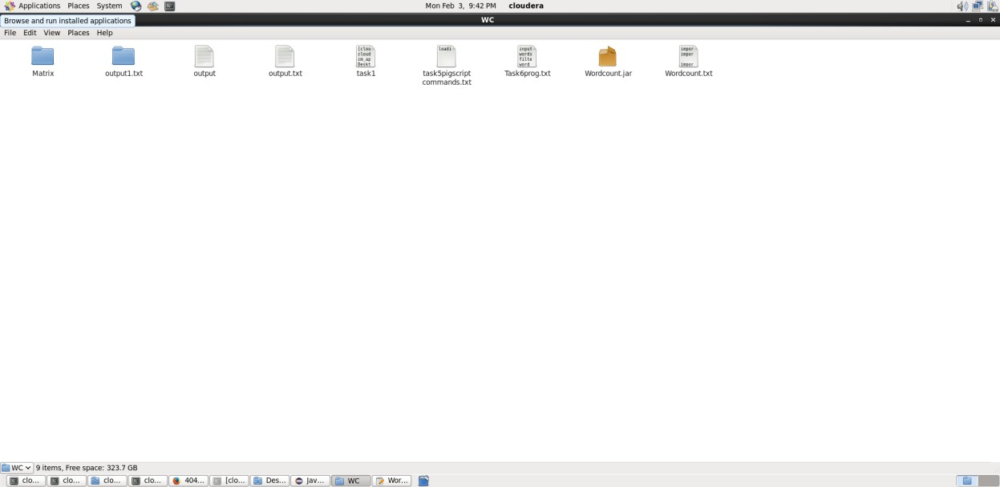 Applications Places System Mon Feb 3, 9:42 PM cloudera
Browse and run installed applications WC
File Edit View Places Help
[clou
cloud
cm_ap
Deskt
loadi
input
words
filte
word
impor
impor
impor
Matrix output1.txt output output.txt task1 task5pigscript Task6prog.txt Wordcount.jar Wordcount.txt
commands.txt
WC 9 items, Free space: 323.7 GB
clo... clo... clo... clo... 404... [clo... Des... Jav... WC Wor...